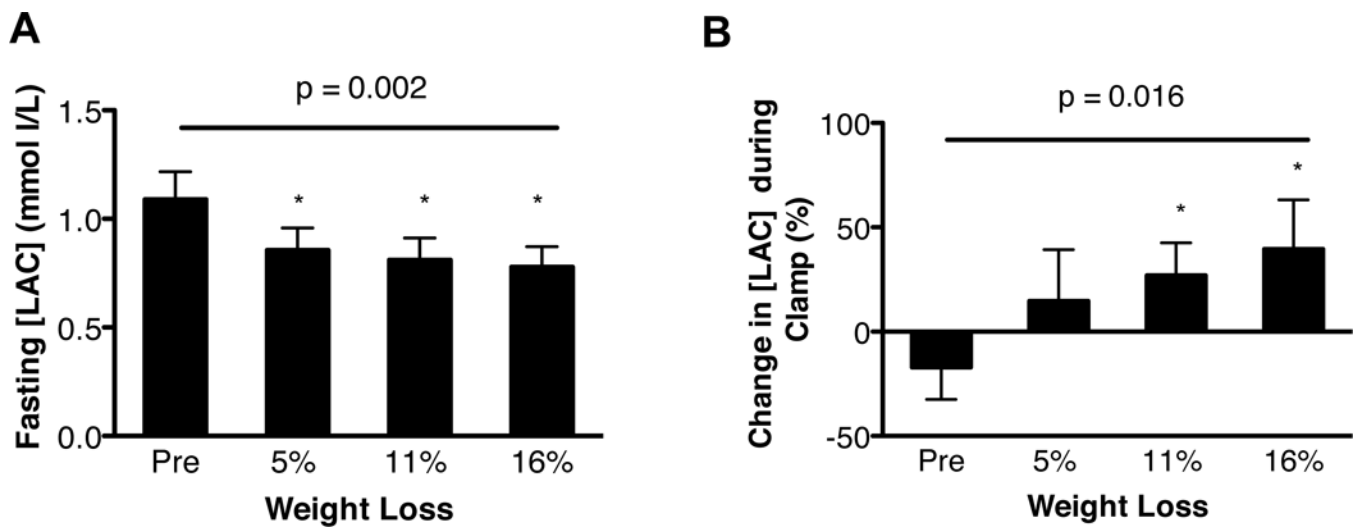 A
p = 0.002
Fasting [LAC] (mmol l/L)
1.5
1.0
0.5
0.0
*
*
*
Pre 5% 11% 16%
Weight Loss
B
p = 0.016
Change in [LAC] during
Clamp (%)
100
50
0
-50
*
*
Pre 5% 11% 16%
Weight Loss